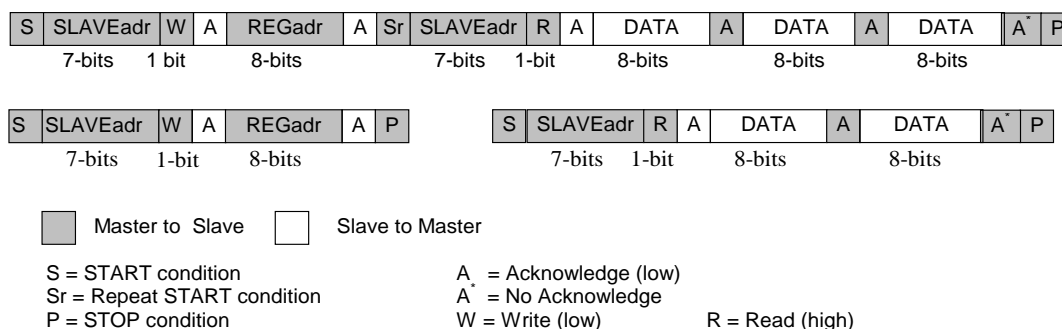 S SLAVEadr W A REGadr A Sr SLAVEadr R A DATA A DATA A DATA A* P
7-bits 1 bit 8-bits 7-bits 1-bit 8-bits 8-bits 8-bits
S SLAVEadr W A REGadr A P S SLAVEadr R A DATA A DATA A* P
7-bits 1-bit 8-bits 7-bits 1-bit 8-bits 8-bits
Master to Slave Slave to Master
S = START condition A = Acknowledge (low)
Sr = Repeat START condition A* = No Acknowledge
P = STOP condition W = Write (low) R = Read (high)